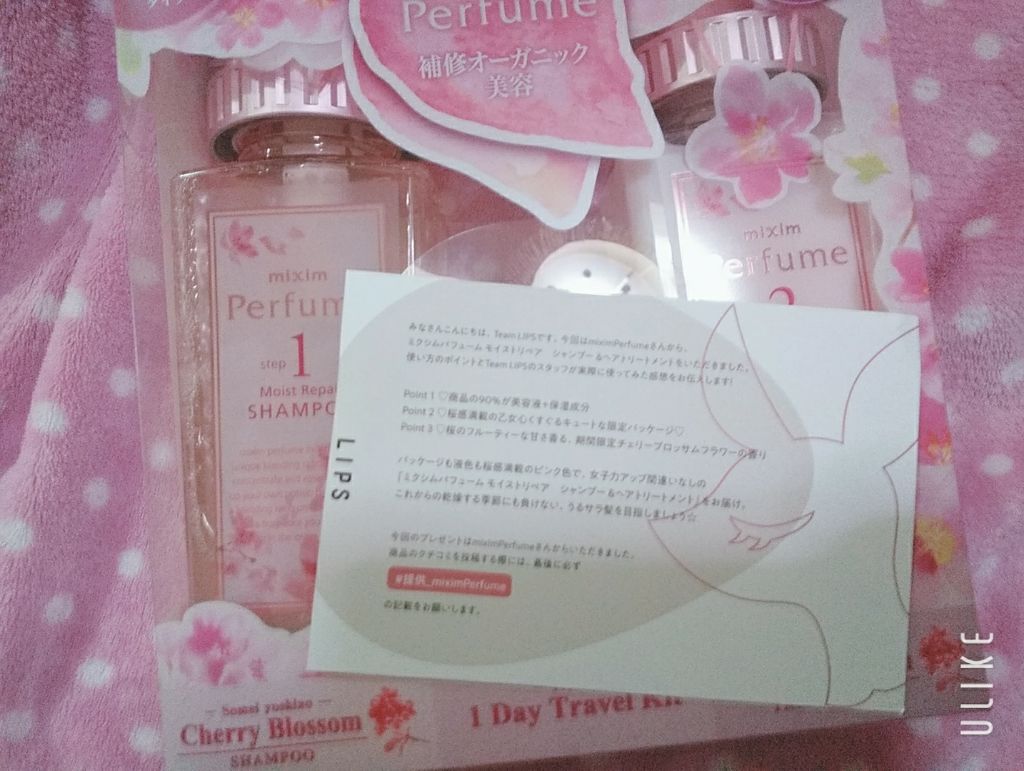 Perfume
補修オーガニック
美容
mixim
Perfume
step 1
Moist Repair
SHAMPO
mixim
Perfume
2
LIPS
みなさんこんにちは、Team LIPSです。今回はmiximPerfumeさんから、
ミクシムパフューム モイストリペア シャンプー&ヘアトリートメントをいただきました。
使い方のポイントとTeam LIPSのスタッフが実際に使ってみた感想をお伝えします!
Point 1 ♡商品の90%が美容液+保湿成分
Point 2 ♡桜感満載の乙女心くすぐるキュートな限定パッケージ♡
Point 3 ♡桜のフルーティーな甘さ香る、期間限定チェリーブロッサムフラワーの香り
パッケージも液色も桜感満載のピンク色で、女子力アップ間違いなしの
「ミクシムパフューム モイストリペア シャンプー&ヘアトリートメント」をお届け。
これからの乾燥する季節にも負けない、うるサラ髪を目指しましょう☆
今回のプレゼントはmiximPerfumeさんからいただきました。
商品のクチコミを投稿する際には、最後に必ず
#提供_miximPerfume
の記載をお願いします。
Somei yoshino
Cherry Blossom
SHAMPOO
1 Day Travel Kit
ULIKE